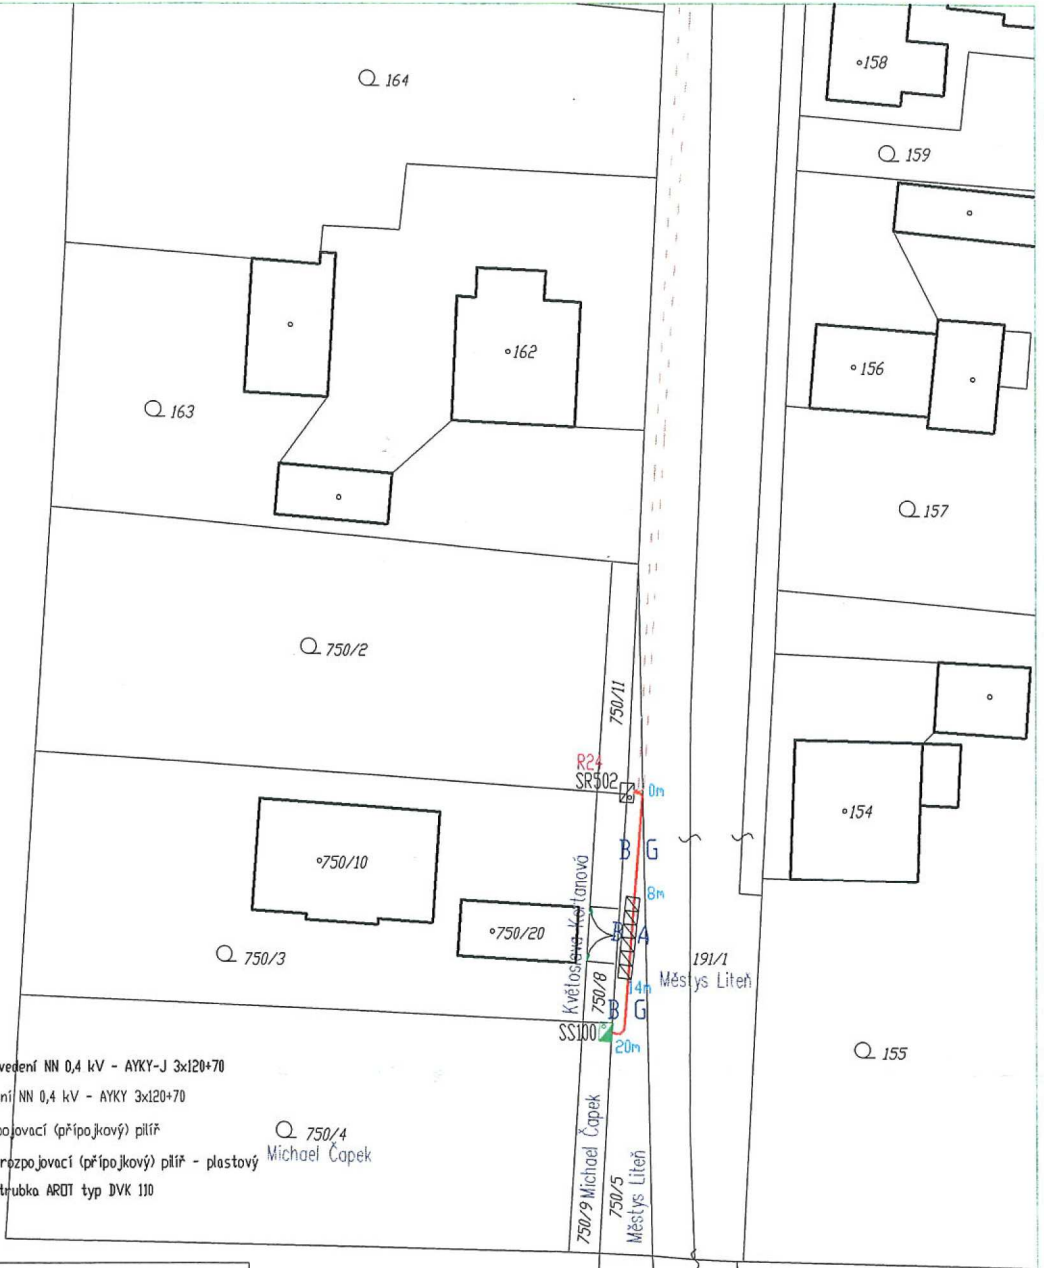 164
158
159
162
156
163
157
750/2
750/11
R24
SR502
0m
154
B G
8m
750/10
750/20
B A
Květoslava Kortanová
750/8
191/1
Městys Liteň
750/3
14m
B G
SS100
20m
155
vedení NN 0,4 kV - AYKY-J 3x120+70
ní NN 0,4 kV - AYKY 3x120+70
pojovací (přípojkový) pilíř
rozpojovací (přípojkový) pilíř - plastový
trubka AROT typ DVK 110
750/4
Michael Čapek
750/9 Michael Čapek
750/5
Městys Liteň